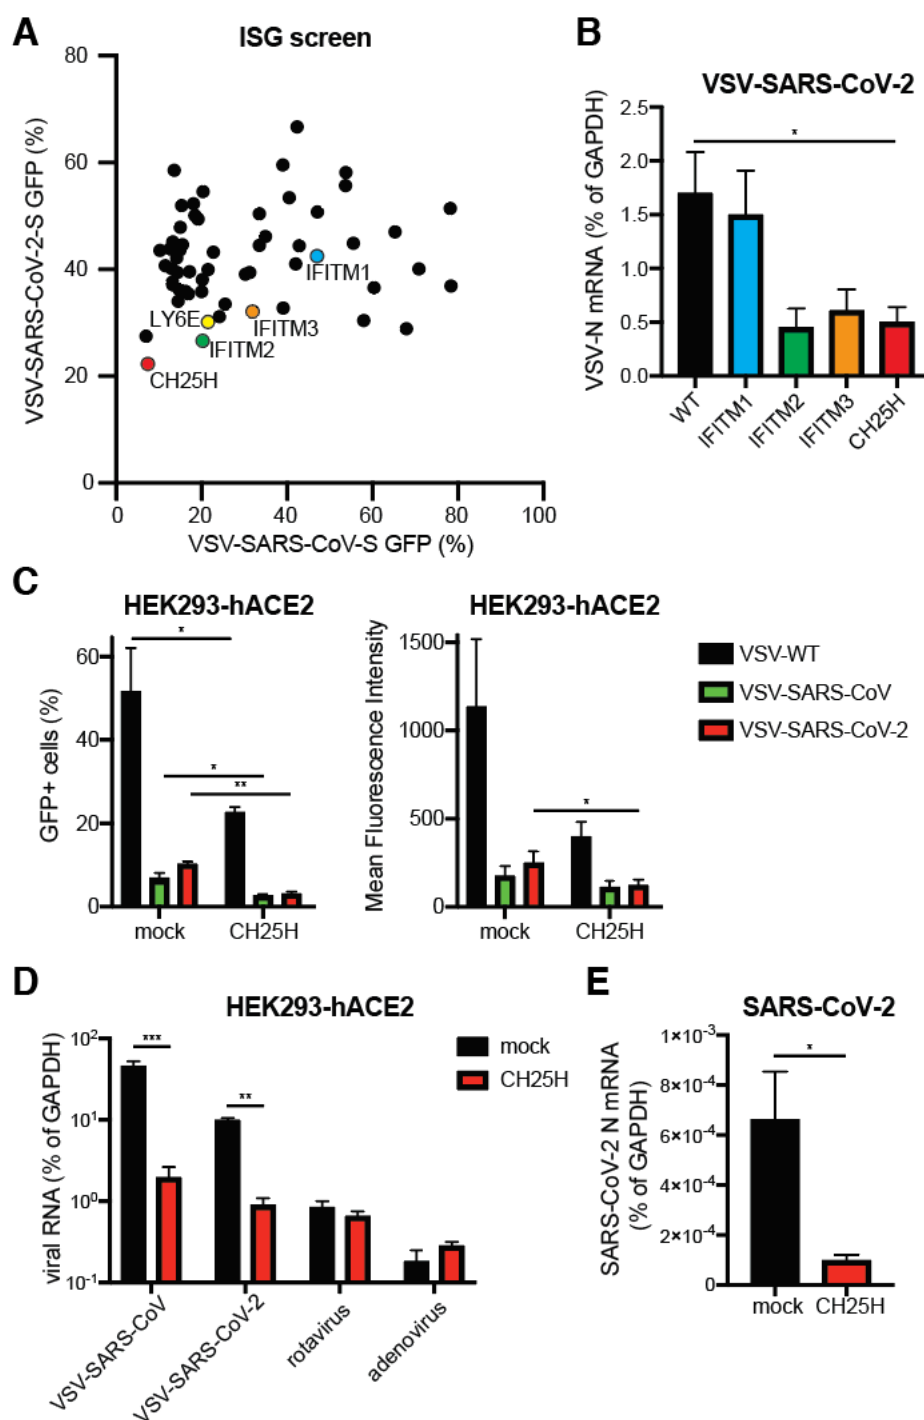 A
ISG screen
VSV-SARS-CoV-2-S GFP (%)
80
60
40
20
0
0 20 40 60 80 100
VSV-SARS-CoV-S GFP (%)
IFITM1
LY6E
IFITM3
IFITM2
CH25H
B
VSV-SARS-CoV-2
VSV-N mRNA (% of GAPDH)
2.5
2.0
1.5
1.0
0.5
0.0
*
WT
IFITM1
IFITM2
IFITM3
CH25H
C
HEK293-hACE2
GFP+ cells (%)
60
40
20
0
*
*
**
mock CH25H
HEK293-hACE2
Mean Fluorescence Intensity
1500
1000
500
0
*
mock CH25H
VSV-WT
VSV-SARS-CoV
VSV-SARS-CoV-2
D
HEK293-hACE2
viral RNA (% of GAPDH)
10²
10¹
10⁰
10⁻¹
***
**
VSV-SARS-CoV
VSV-SARS-CoV-2
rotavirus
adenovirus
mock
CH25H
E
SARS-CoV-2
SARS-CoV-2 N mRNA
(% of GAPDH)
1×10⁻³
8×10⁻⁴
6×10⁻⁴
4×10⁻⁴
2×10⁻⁴
0
*
mock CH25H